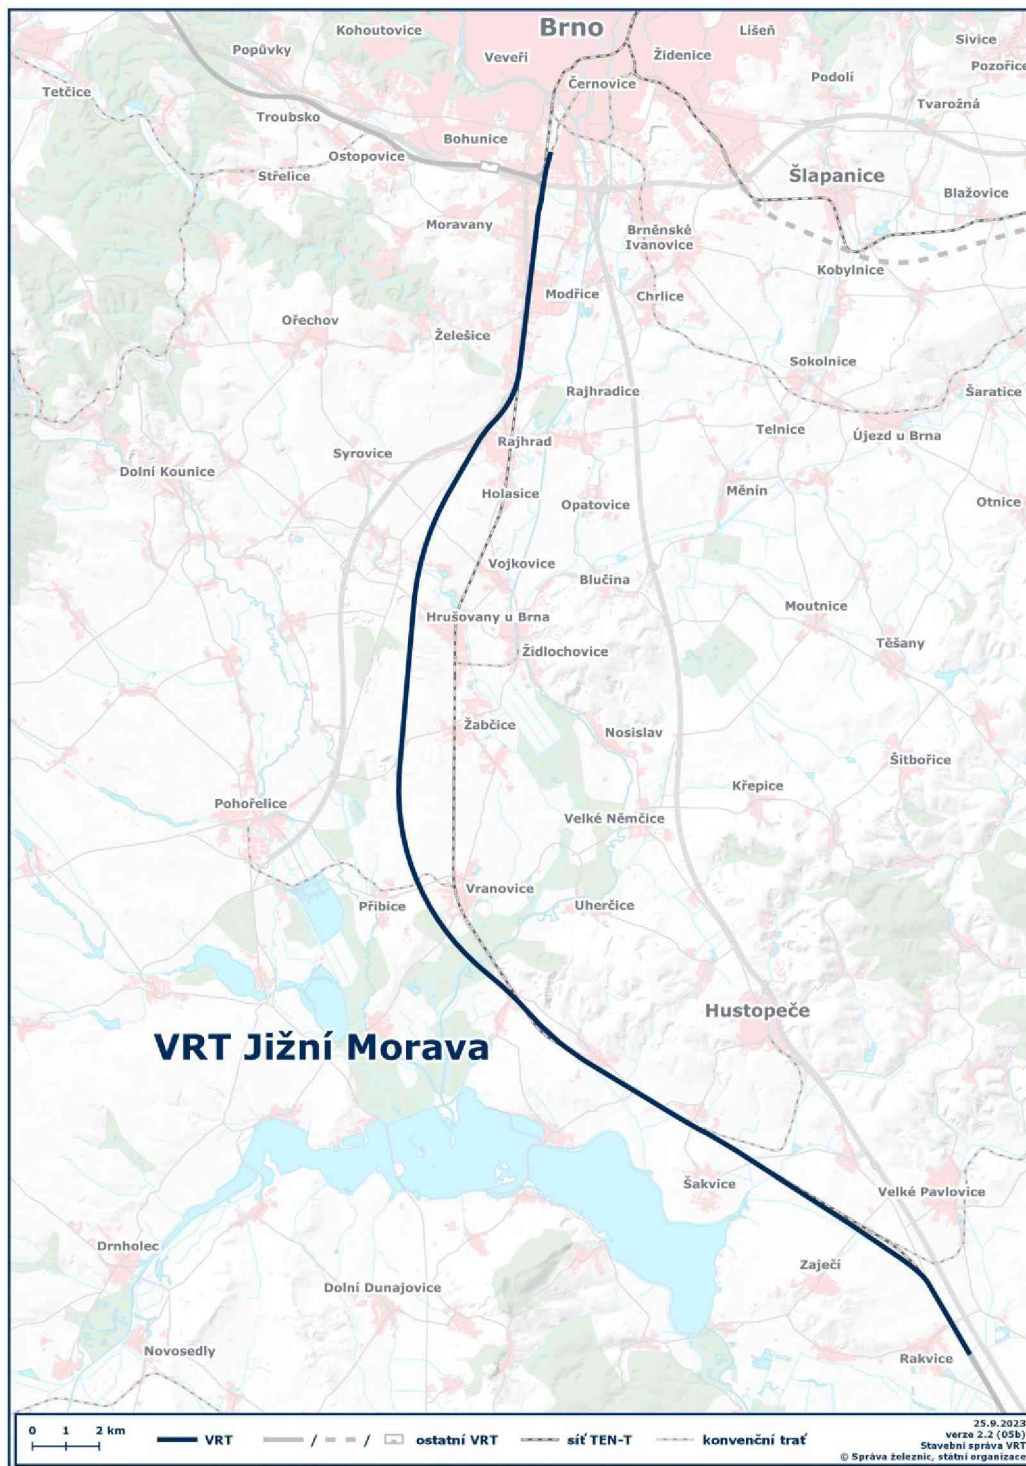 Brno
Kohoutovice
Líšeň
Popůvky
Veveří
Židenice
Sivice
Pozořice
Tetčice
Černovice
Podolí
Tvarožná
Troubsko
Bohunice
Ostopovice
Střelice
Šlapanice
Blažovice
Moravany
Brněnské
Ivanovice
Kobylnice
Modřice
Chrlice
Ořechov
Želešice
Sokolnice
Rajhradice
Šaratice
Telnice
Újezd u Brna
Rajhrad
Syrovice
Dolní Kounice
Holasice
Opatovice
Měnín
Otnice
Vojkovice
Blučina
Moutnice
Hrušovany u Brna
Těšany
Židlochovice
Žabčice
Nosislav
Šitbořice
Křepice
Pohořelice
Velké Němčice
Vranovice
Přibice
Uherčice
Hustopeče
VRT Jižní Morava
Šakvice
Velké Pavlovice
Drnholec
Zaječí
Dolní Dunajovice
Novosedly
Rakvice
0 1 2 km
VRT
/ / ostatní VRT
síť TEN-T
konvenční trať
25.9.2023
verze 2.2 (05b)
Stavební správa VRT
© Správa železnic, státní organizace